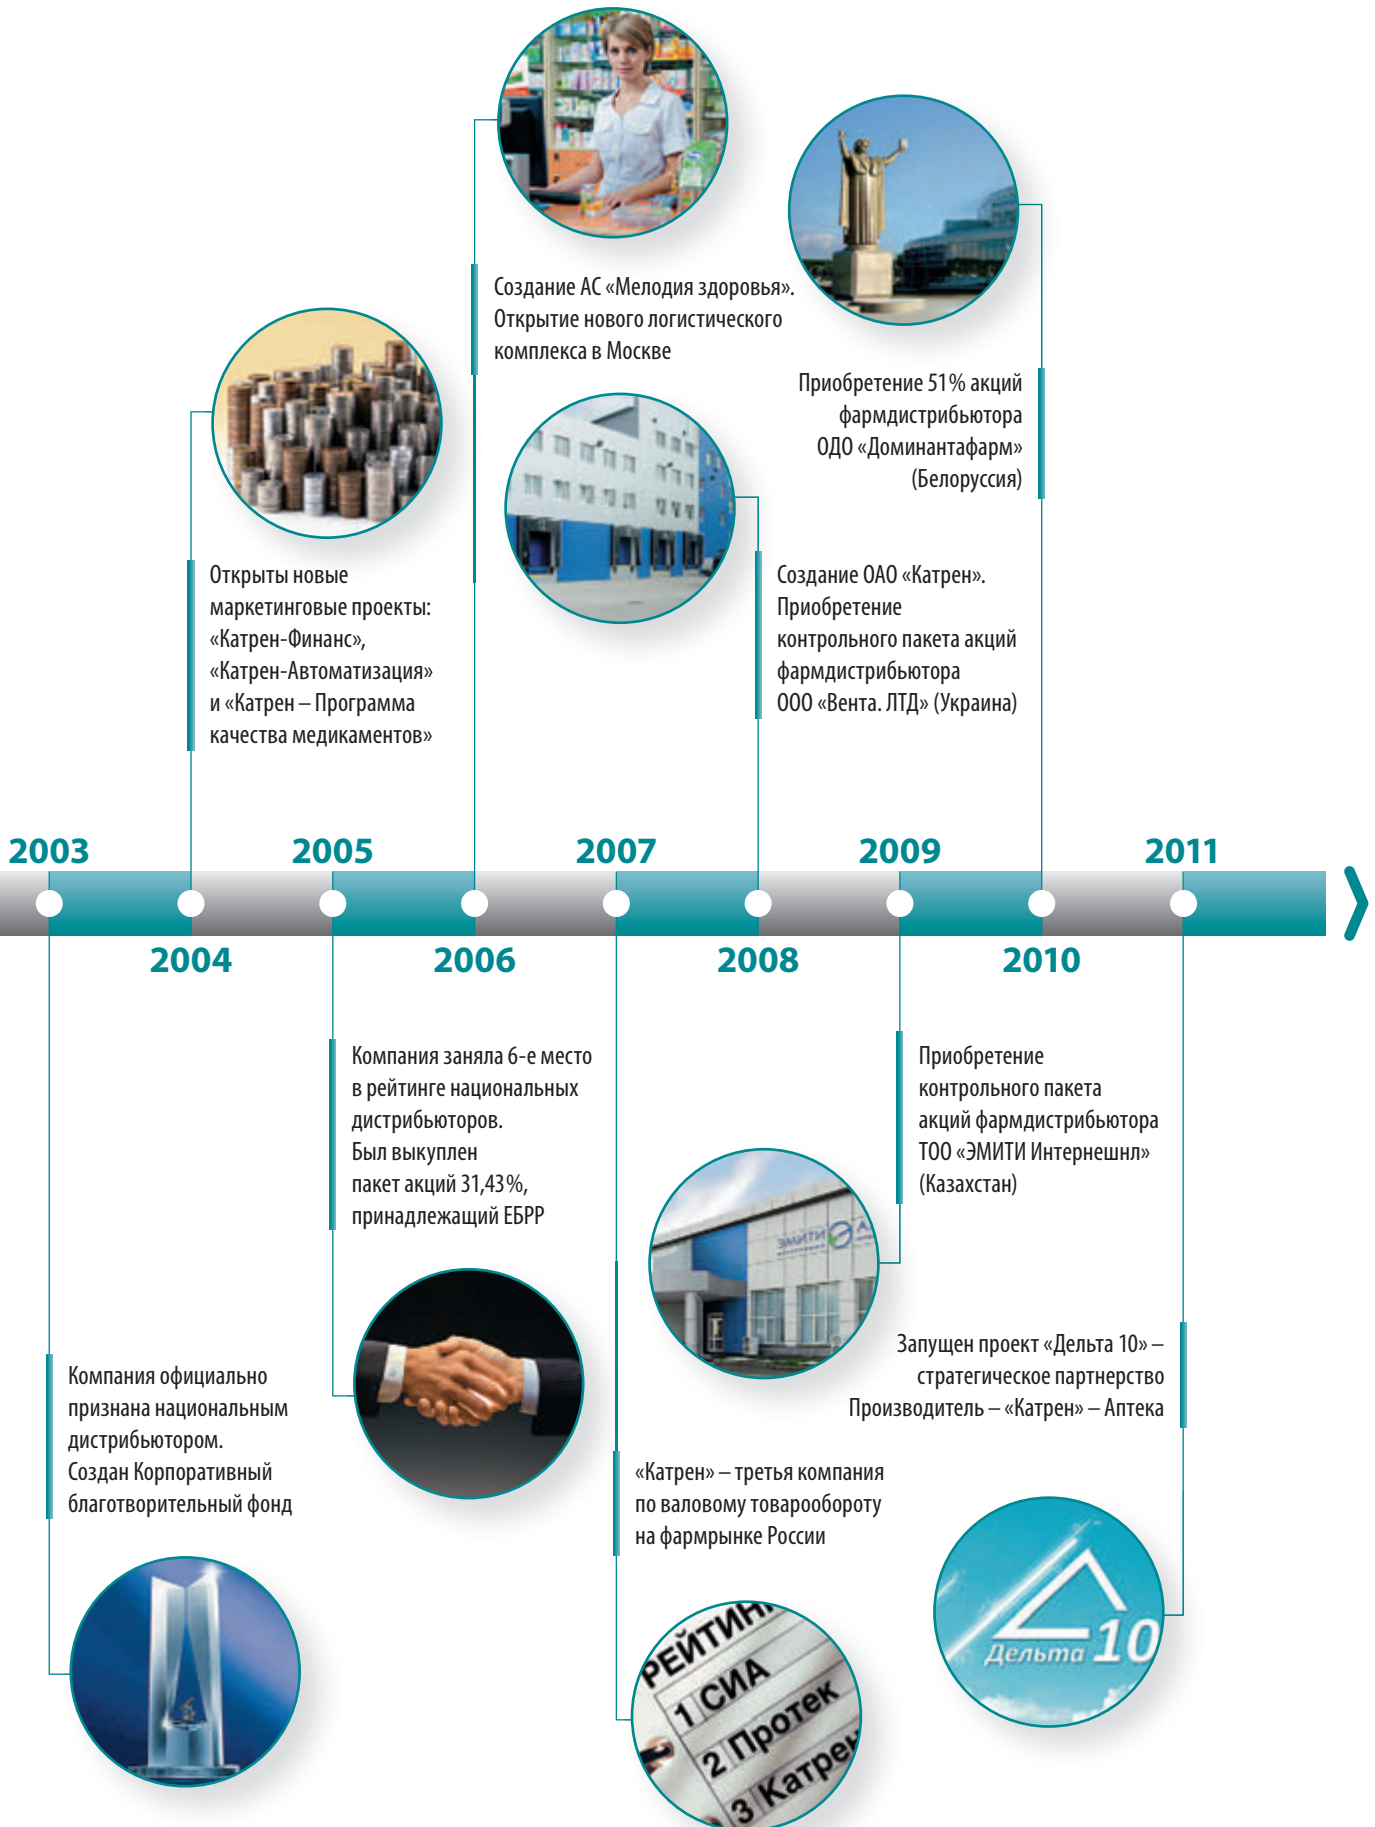 Создание АС «Мелодия здоровья».
Открытие нового логистического
комплекса в Москве
Приобретение 51% акций
фармдистрибьютора
ОДО «Доминантафарм»
(Белоруссия)
Открыты новые
маркетинговые проекты:
«Катрен-Финанс»,
«Катрен-Автоматизация»
и «Катрен – Программа
качества медикаментов»
Создание ОАО «Катрен».
Приобретение
контрольного пакета акций
фармдистрибьютора
ООО «Вента. ЛТД» (Украина)
2003
2005
2007
2009
2011
2004
2006
2008
2010
Компания заняла 6-е место
в рейтинге национальных
дистрибьюторов.
Был выкуплен
пакет акций 31,43%,
принадлежащий ЕБРР
Приобретение
контрольного пакета
акций фармдистрибьютора
ТОО «ЭМИТИ Интернешнл»
(Казахстан)
ЭМИТИ
Компания официально
признана национальным
дистрибьютором.
Создан Корпоративный
благотворительный фонд
Запущен проект «Дельта 10» –
стратегическое партнерство
Производитель – «Катрен» – Аптека
«Катрен» – третья компания
по валовому товарообороту
на фармрынке России
Дельта 10
РЕЙТИН
1 СИА
2 Протек
3 Катрен